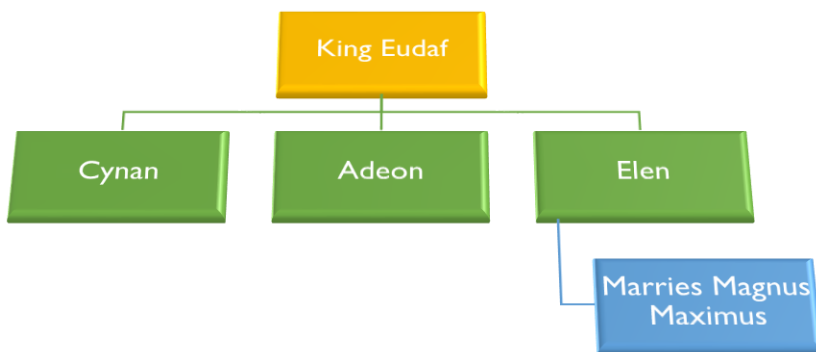 King Eudaf
Cynan
Adeon
Elen
Marries Magnus
Maximus